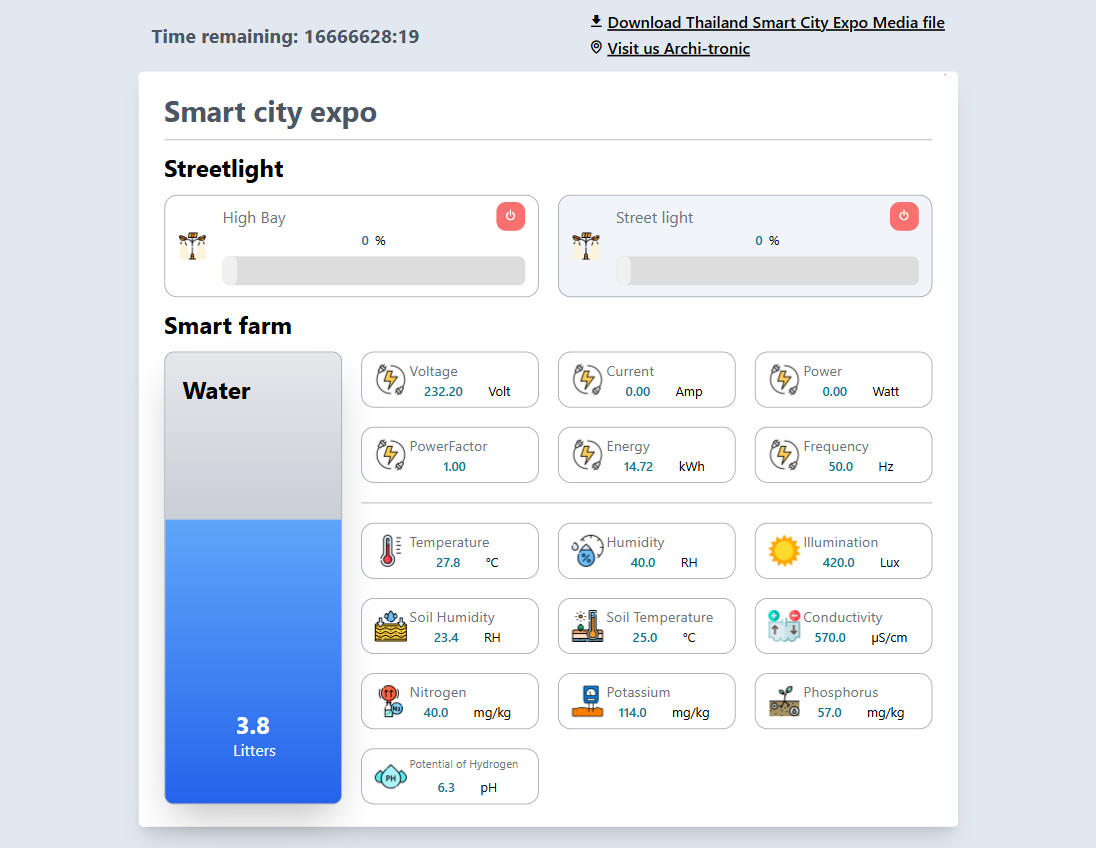 Time remaining: 16666628:19
Download Thailand Smart City Expo Media file
Visit us Archi-tronic
Smart city expo
Streetlight
High Bay
0 %
Street light
0 %
Smart farm
Water
3.8
Litters
Voltage
232.20 Volt
Current
0.00 Amp
Power
0.00 Watt
PowerFactor
1.00
Energy
14.72 kWh
Frequency
50.0 Hz
Temperature
27.8 °C
Humidity
40.0 RH
Illumination
420.0 Lux
Soil Humidity
23.4 RH
Soil Temperature
25.0 °C
Conductivity
570.0 µS/cm
Nitrogen
40.0 mg/kg
Potassium
114.0 mg/kg
Phosphorus
57.0 mg/kg
Potential of Hydrogen
6.3 pH
PH
N2
%